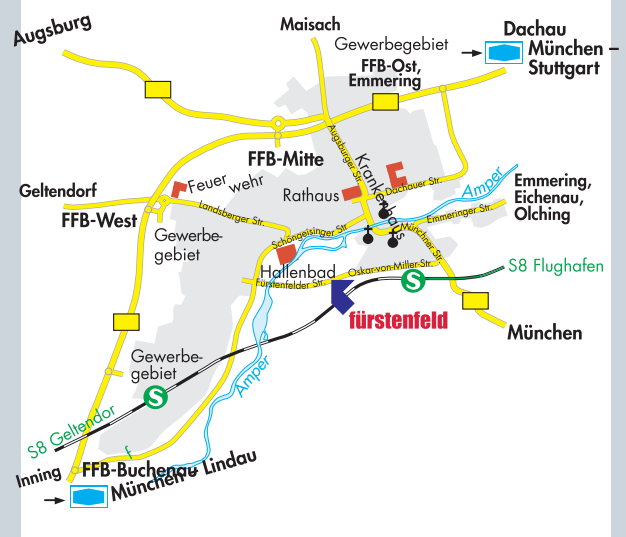 Maisach
Augsburg
Dachau
Gewerbegebiet
München –
Stuttgart
FFB-Ost,
Emmering
FFB-Mitte
Augsburger Str.
Krankenhaus
Feuer wehr
Rathaus
Dachauer Str.
Amper
Geltendorf
FFB-West
Landsberger Str.
Emmering,
Eichenau,
Olching
Emmeringer Str.
Gewerbe-
gebiet
Schöngeisinger Str.
Münchner Str.
Hallenbad
Oskar-von-Miller-Str.
S8 Flughafen
Fürstenfelder Str.
S
fürstenfeld
München
Gewerbe-
gebiet
Amper
S
S8 Geltendor
f
Inning
FFB-Buchenau
München – Lindau